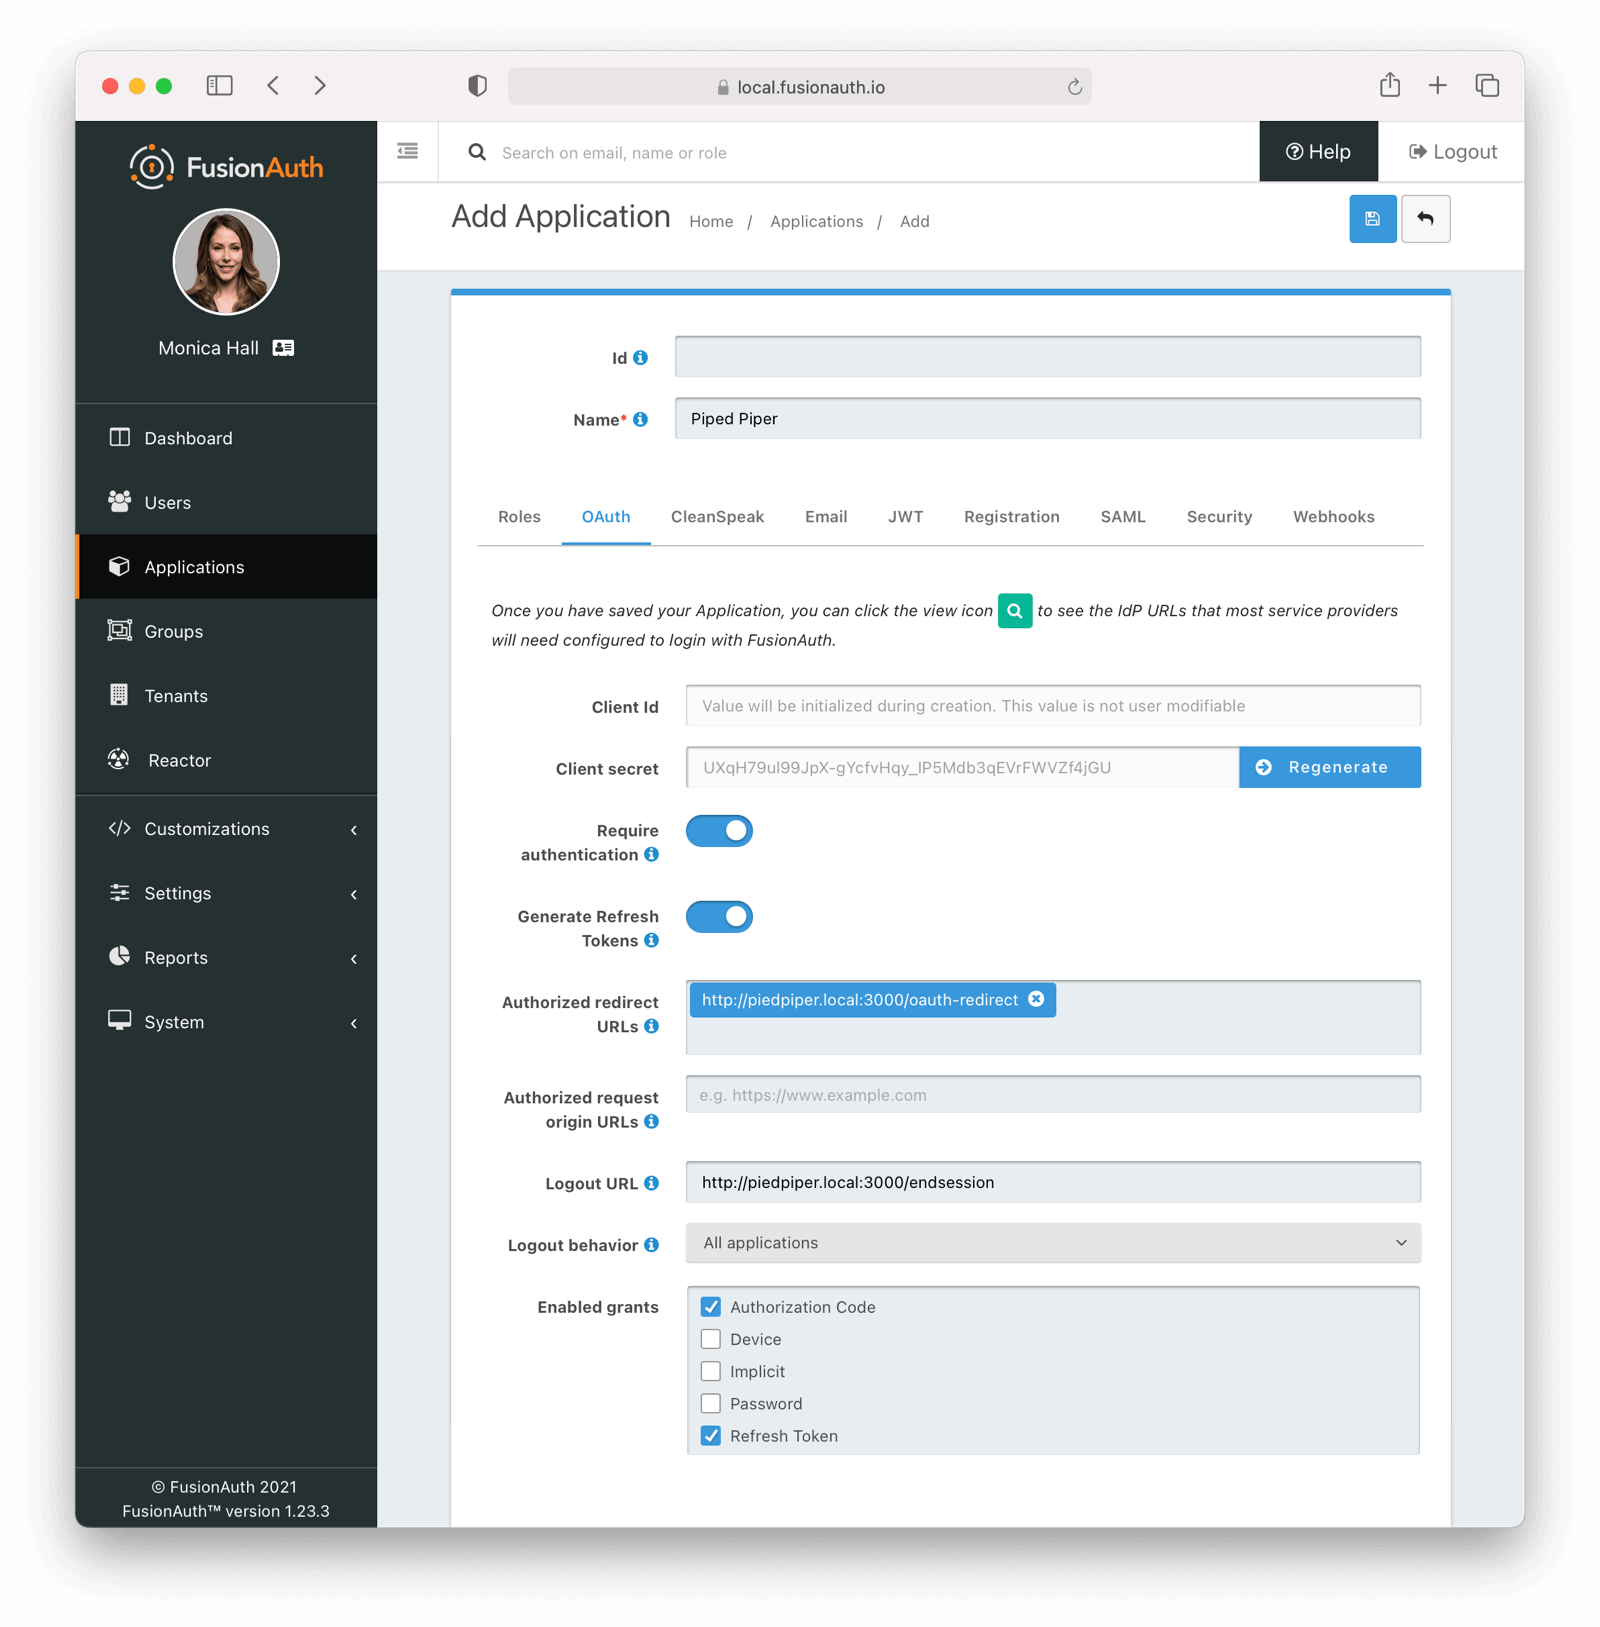 local.fusionauth.io
FusionAuth
Search on email, name or role
Help
Logout
Monica Hall
Dashboard
Users
Applications
Groups
Tenants
Reactor
Customizations
Settings
Reports
System
© FusionAuth 2021
FusionAuth™ version 1.23.3
Add Application
Home / Applications / Add
Id
Name*
Piped Piper
Roles OAuth CleanSpeak Email JWT Registration SAML Security Webhooks
Once you have saved your Application, you can click the view icon to see the IdP URLs that most service providers
will need configured to login with FusionAuth.
Client Id
Value will be initialized during creation. This value is not user modifiable
Client secret
UXqH79ul99JpX-gYcfvHqy_IP5Mdb3qEVrFWVZf4jGU
Regenerate
Require
authentication
Generate Refresh
Tokens
Authorized redirect
URLs
http://piedpiper.local:3000/oauth-redirect
Authorized request
origin URLs
e.g. https://www.example.com
Logout URL
http://piedpiper.local:3000/endsession
Logout behavior
All applications
Enabled grants
Authorization Code
Device
Implicit
Password
Refresh Token